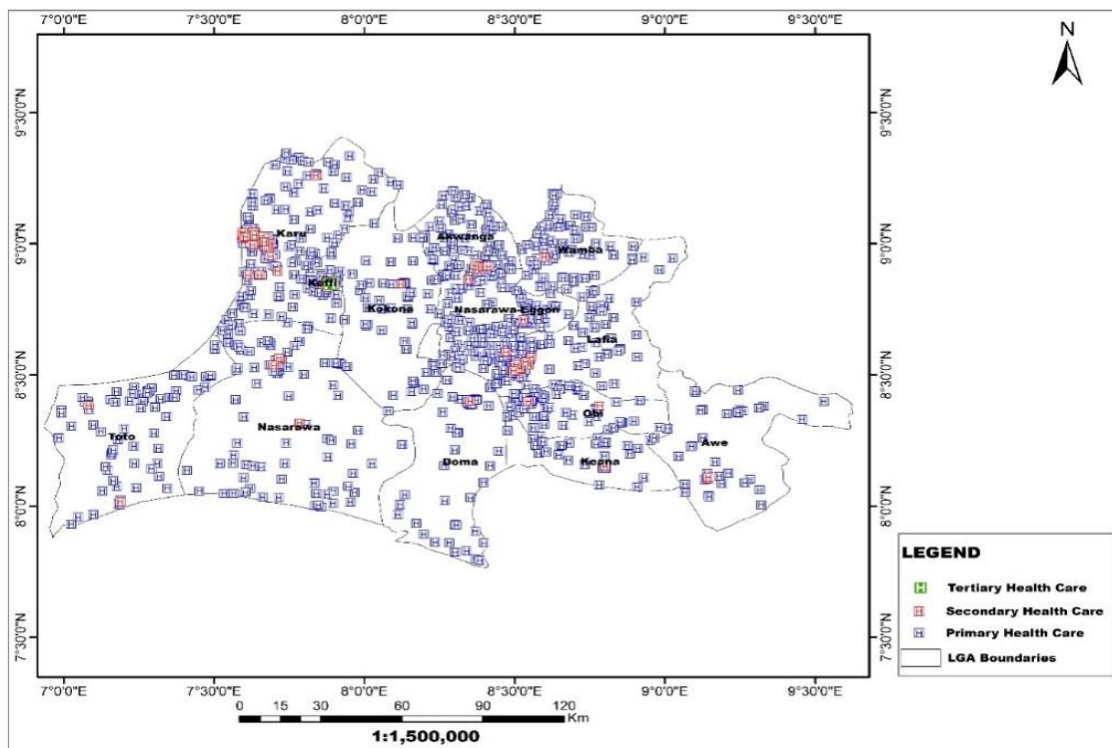 7°0'0"E 7°30'0"E 8°0'0"E 8°30'0"E 9°0'0"E 9°30'0"E
N
9°30'0"N 9°30'0"N
Karu
Akwanga
9°0'0"N 9°0'0"N
Wamba
Keffi
Kokona
Nasarawa-Eggon
Lafia
8°30'0"N 8°30'0"N
Obi
Nasarawa
Toto
Awe
Doma
Keana
8°0'0"N 8°0'0"N
LEGEND
H Tertiary Health Care
H Secondary Health Care
H Primary Health Care
LGA Boundaries
7°30'0"N 7°30'0"N
7°0'0"E 7°30'0"E 8°0'0"E 8°30'0"E 9°0'0"E 9°30'0"E
0 15 30 60 90 120
Km
1:1,500,000